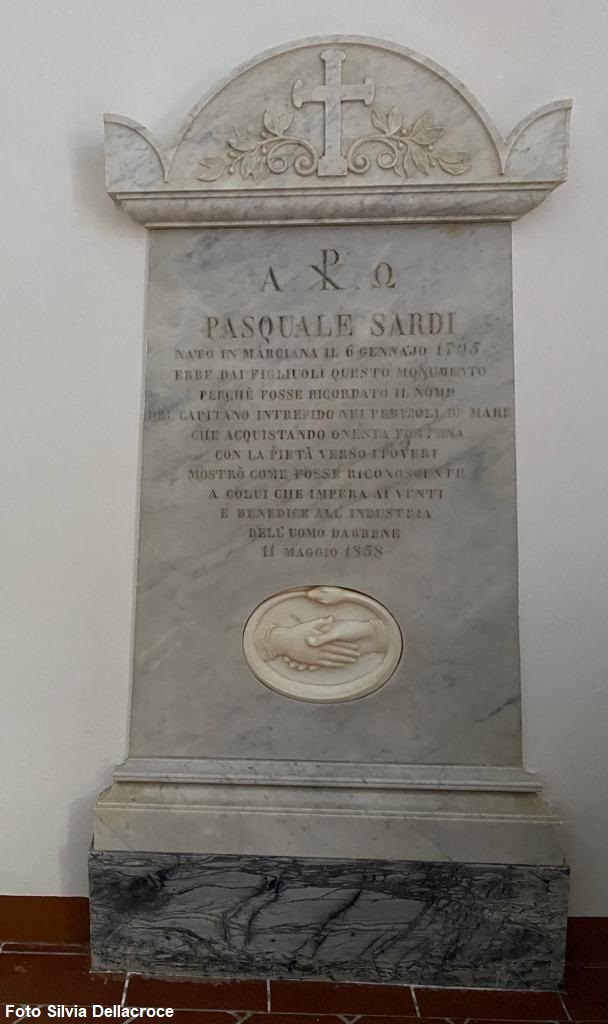 Α ☧ Ω
PASQUALE SARDI
NATO IN MARCIANA IL 6 GENNAJO 1795
EBBE DAI FIGLIUOLI QUESTO MONUMENTO
PERCHÈ FOSSE RICORDATO IL NOME
DEL CAPITANO INTREPIDO NEI PERIZOLI DI MARE
CHE ACQUISTANDO ONESTA FORTUNA
CON LA PIETÀ VERSO I POVERI
MOSTRÒ COME FOSSE RICONOSCENTE
A COLUI CHE IMPERA AI VENTI
E BENEDICE ALL'INDUSTRIA
DELL'UOMO DABBENE
11 MAGGIO 1858
Foto Silvia Dellacroce